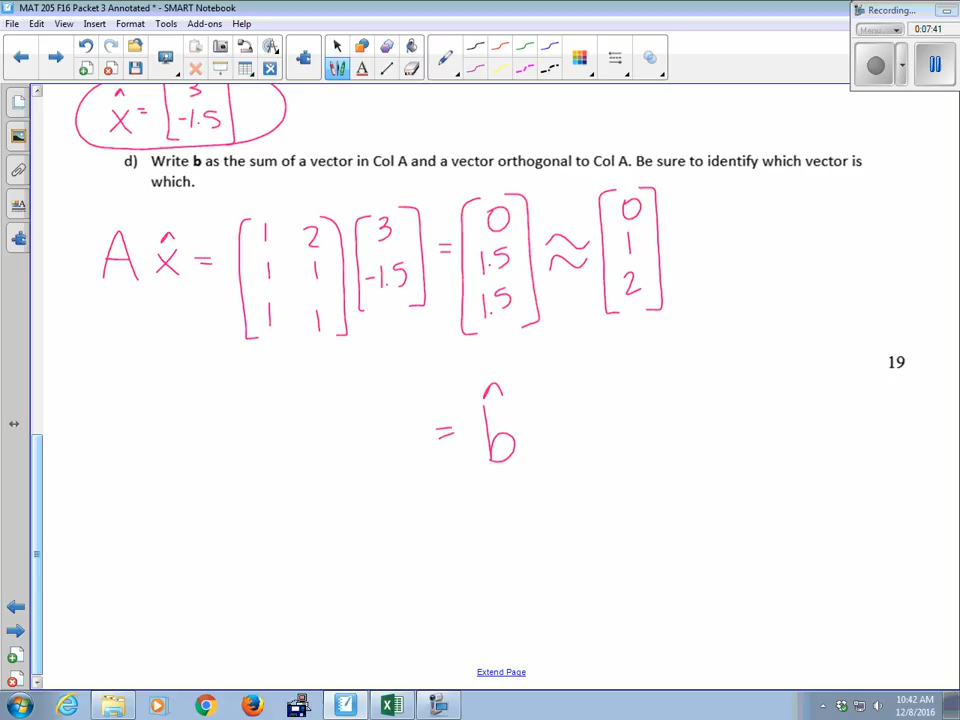 MAT 205 F16 Packet 3 Annotated * - SMART Notebook
File Edit View Insert Format Tools Add-ons Help
Recording...
Menu
0:07:41
x̂ = [3
-1.5]
d) Write b as the sum of a vector in Col A and a vector orthogonal to Col A. Be sure to identify which vector is
which.
A x̂ = [1 2; 1 1; 1 1] [3; -1.5] = [0; 1.5; 1.5] ≈ [0; 1; 2]
19
= b̂
Extend Page
10:42 AM
12/8/2016